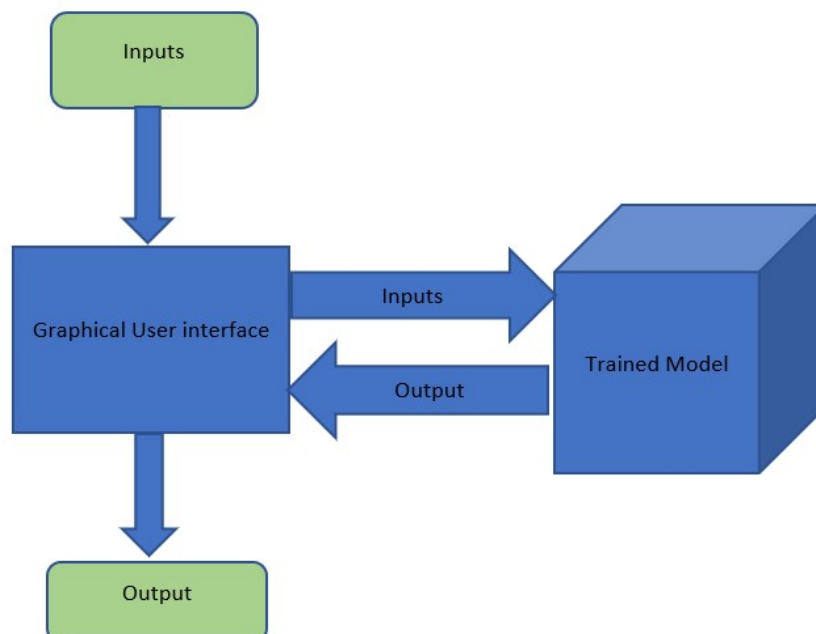 Inputs
Graphical User interface
Inputs
Trained Model
Output
Output